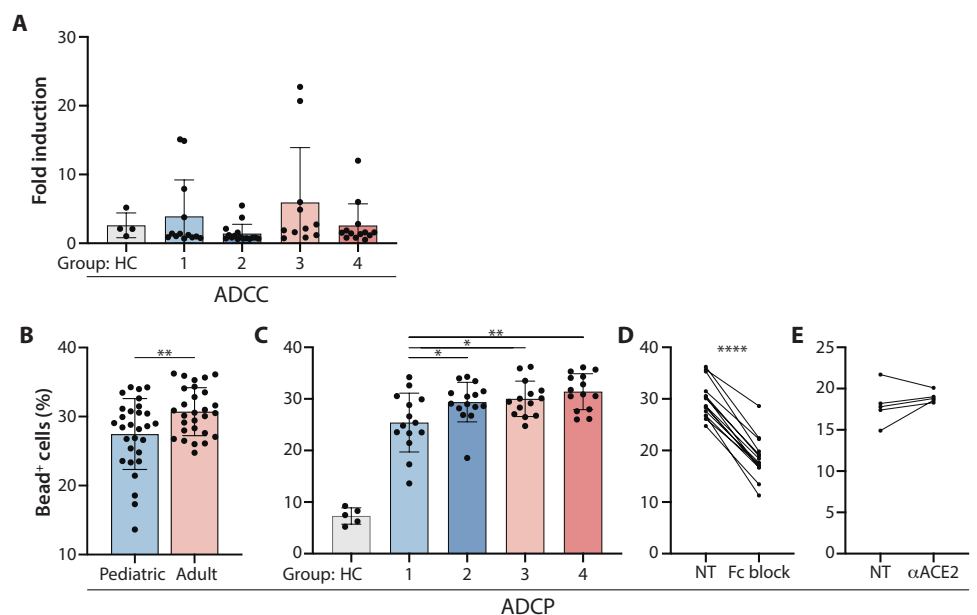 A
30
20
10
0
Fold induction
Group: HC 1 2 3 4
ADCC
B
**
40
30
20
10
Bead⁺ cells (%)
Pediatric Adult
C
**
*
*
40
30
20
10
0
Group: HC 1 2 3 4
D
****
40
30
20
10
0
NT Fc block
E
25
20
15
10
5
0
NT αACE2
ADCP